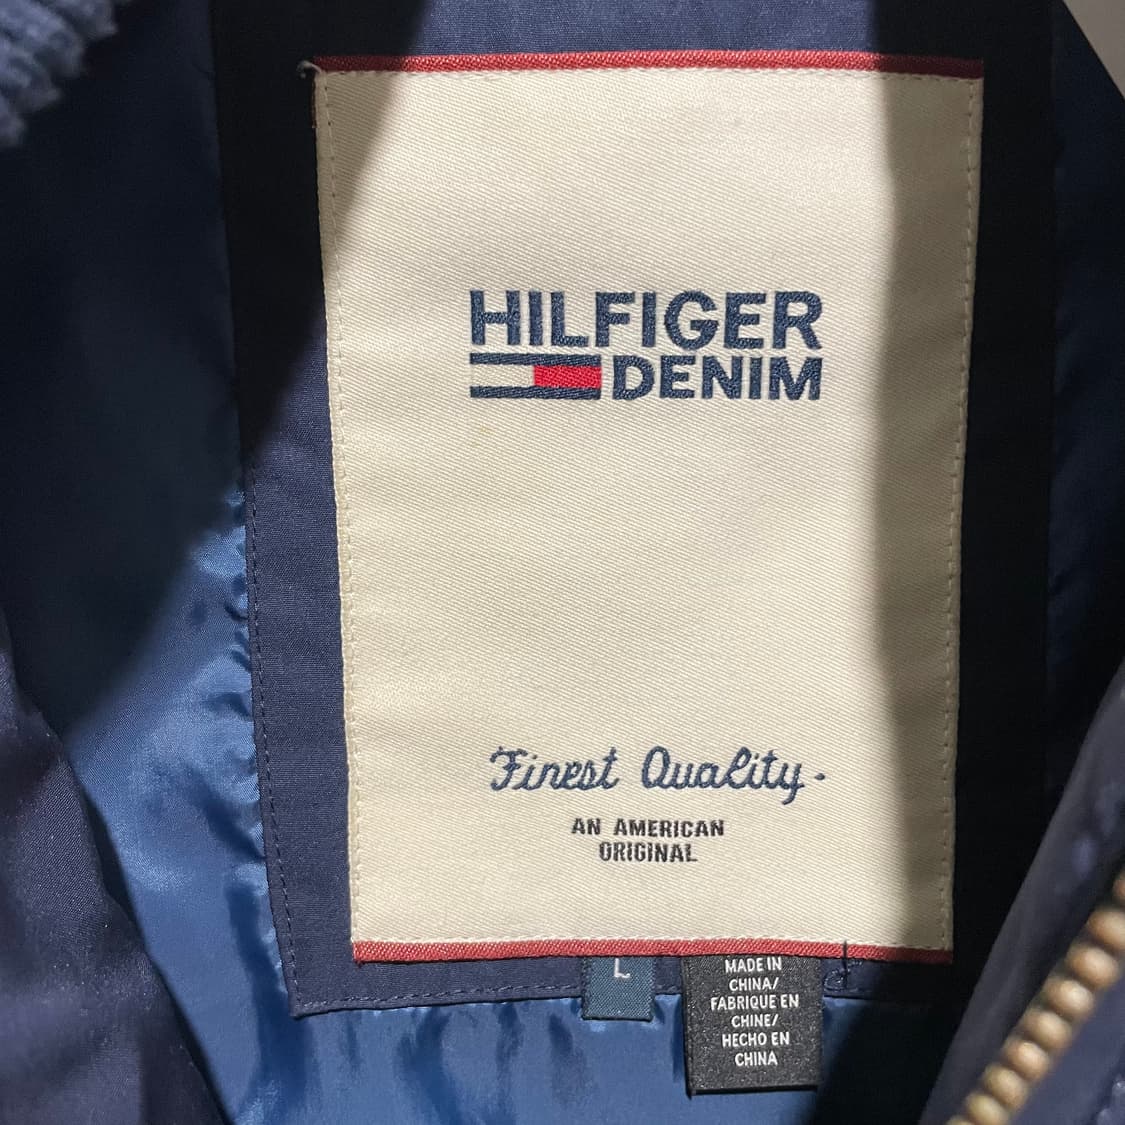 HILFIGER
DENIM
Finest Quality.
AN AMERICAN
ORIGINAL
L
MADE IN
CHINA/
FABRIQUE EN
CHINE/
HECHO EN
CHINA